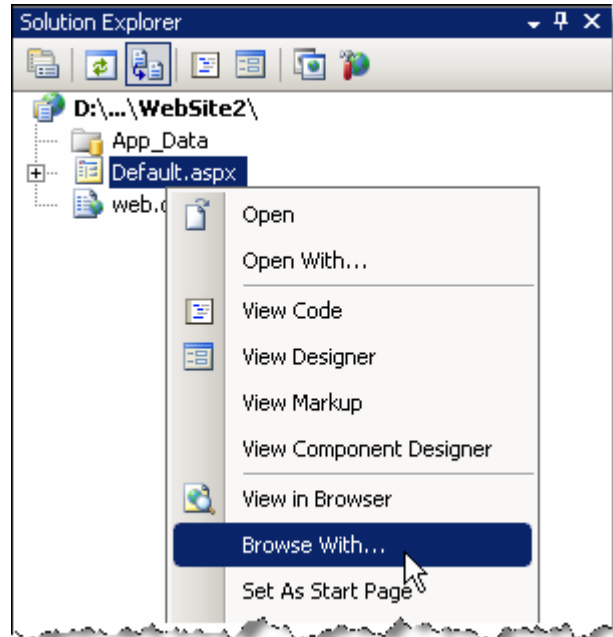 Solution Explorer
D:\...\WebSite2\
App_Data
Default.aspx
web.c
Open
Open With...
View Code
View Designer
View Markup
View Component Designer
View in Browser
Browse With...
Set As Start Page